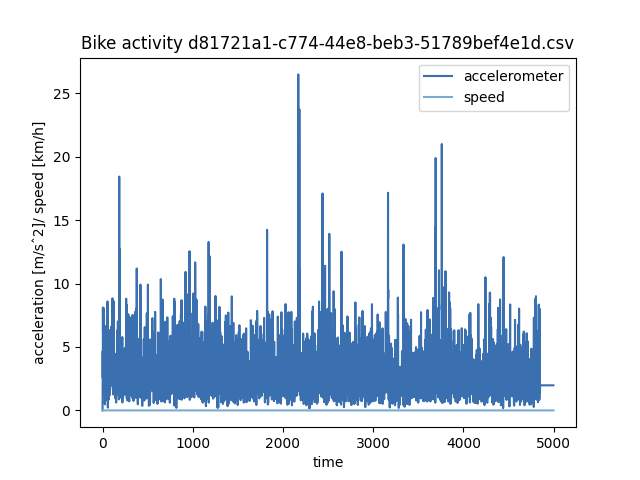 Bike activity d81721a1-c774-44e8-beb3-51789bef4e1d.csv
accelerometer
speed
acceleration [m/s^2]/ speed [km/h]
25
20
15
10
5
0
0 1000 2000 3000 4000 5000
time